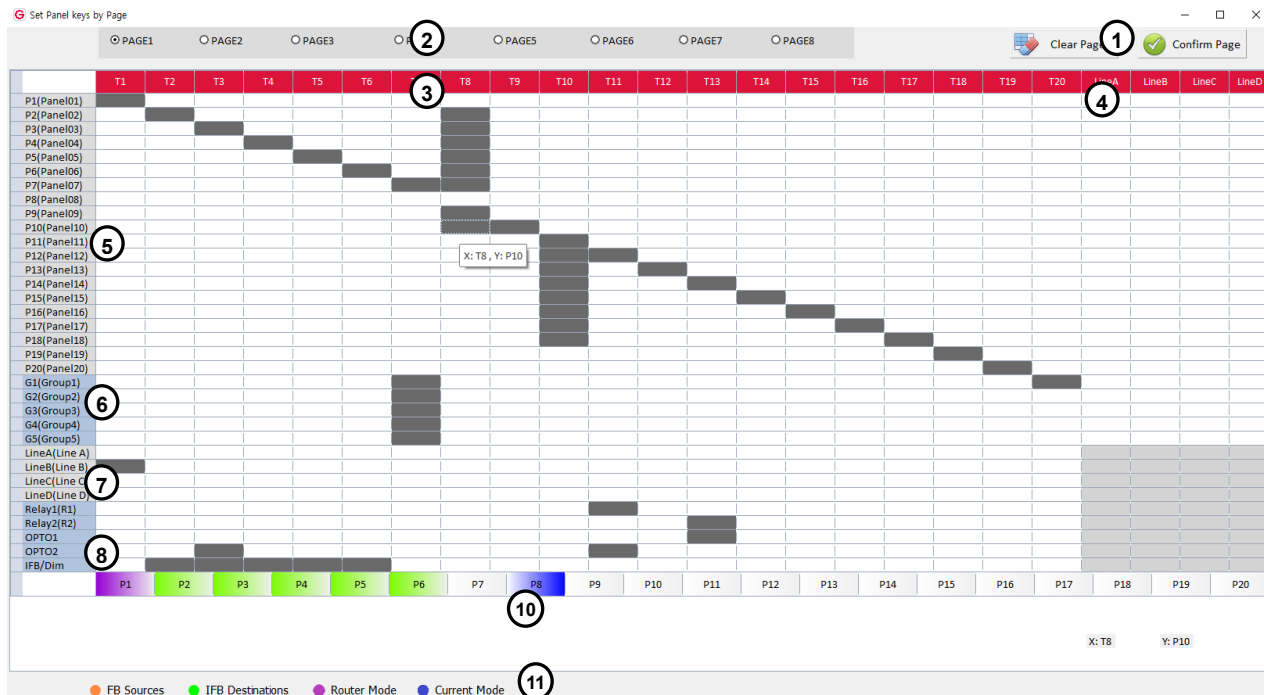 G Set Panel keys by Page
PAGE1 PAGE2 PAGE3 2 PAGE5 PAGE6 PAGE7 PAGE8 Clear Page 1 Confirm Page
T1 T2 T3 T4 T5 T6 T8 T9 T10 T11 T12 T13 T14 T15 T16 T17 T18 T19 T20 LineA LineB LineC LineD
3 4
P1(Panel01)
P2(Panel02)
P3(Panel03)
P4(Panel04)
P5(Panel05)
P6(Panel06)
P7(Panel07)
P8(Panel08)
P9(Panel09)
P10(Panel10)
P11(Panel11) 5
P12(Panel12) X: T8 , Y: P10
P13(Panel13)
P14(Panel14)
P15(Panel15)
P16(Panel16)
P17(Panel17)
P18(Panel18)
P19(Panel19)
P20(Panel20)
G1(Group1)
G2(Group2) 6
G3(Group3)
G4(Group4)
G5(Group5)
LineA(Line A)
LineB(Line B)
LineC(Line C) 7
LineD(Line D)
Relay1(R1)
Relay2(R2)
OPTO1
OPTO2 8
IFB/Dim
P1 P2 P3 P4 P5 P6 P7 P8 P9 P10 P11 P12 P13 P14 P15 P16 P17 P18 P19 P20
10
X: T8 Y: P10
FB Sources IFB Destinations Router Mode Current Mode 11